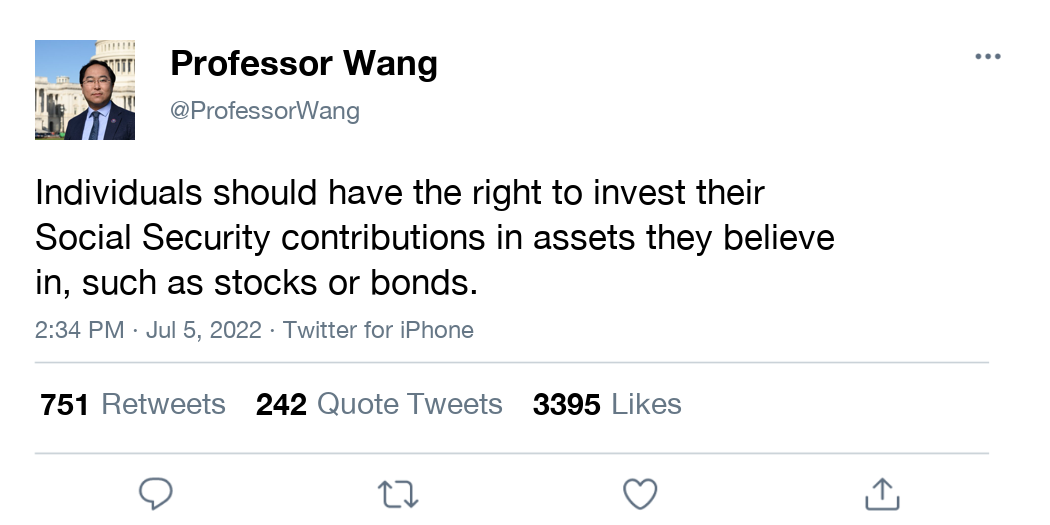 Professor Wang
@ProfessorWang
Individuals should have the right to invest their
Social Security contributions in assets they believe
in, such as stocks or bonds.
2:34 PM · Jul 5, 2022 · Twitter for iPhone
751 Retweets 242 Quote Tweets 3395 Likes